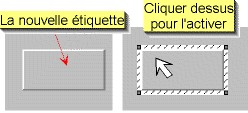 La nouvelle étiquette
Cliquer dessus
pour l'activer